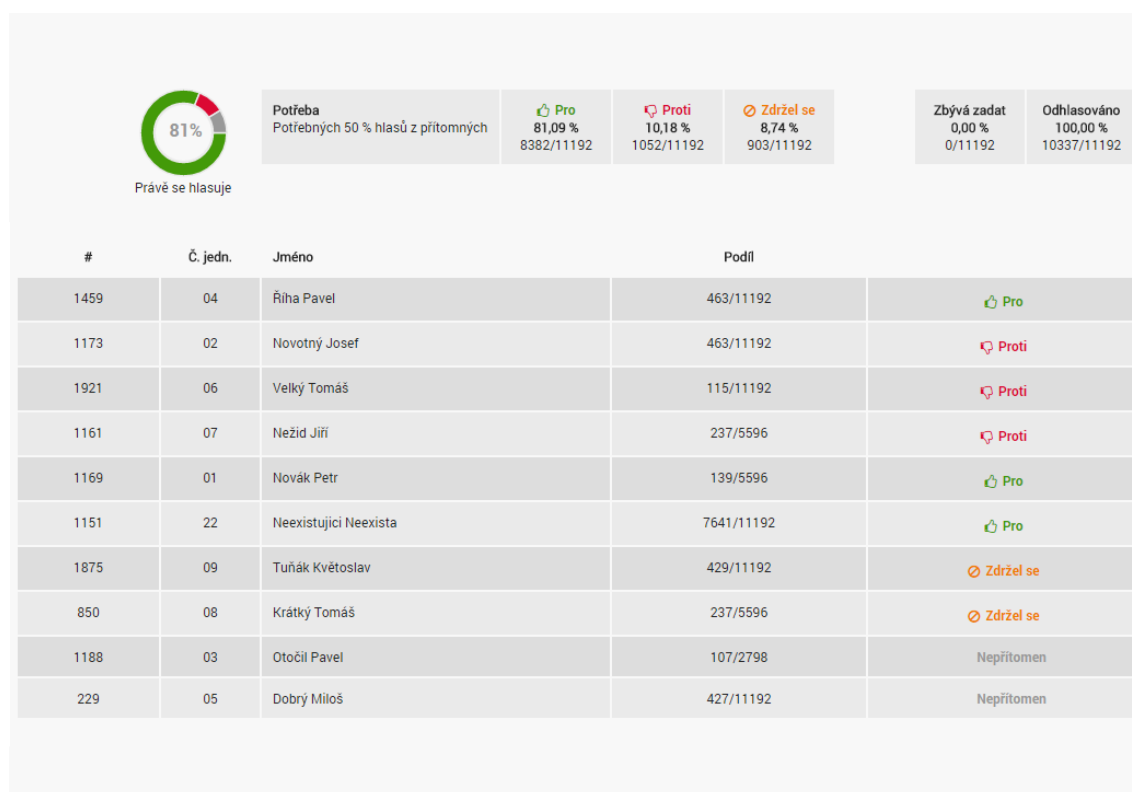 81%
Právě se hlasuje
Potřeba
Potřebných 50 % hlasů z přítomných
Pro
81,09 %
8382/11192
Proti
10,18 %
1052/11192
Zdržel se
8,74 %
903/11192
Zbývá zadat
0,00 %
0/11192
Odhlasováno
100,00 %
10337/11192
# Č. jedn. Jméno Podíl
1459 04 Říha Pavel 463/11192 Pro
1173 02 Novotný Josef 463/11192 Proti
1921 06 Velký Tomáš 115/11192 Proti
1161 07 Nežid Jiří 237/5596 Proti
1169 01 Novák Petr 139/5596 Pro
1151 22 Neexistujici Neexista 7641/11192 Pro
1875 09 Tuňák Květoslav 429/11192 Zdržel se
850 08 Krátký Tomáš 237/5596 Zdržel se
1188 03 Otočil Pavel 107/2798 Nepřítomen
229 05 Dobrý Miloš 427/11192 Nepřítomen